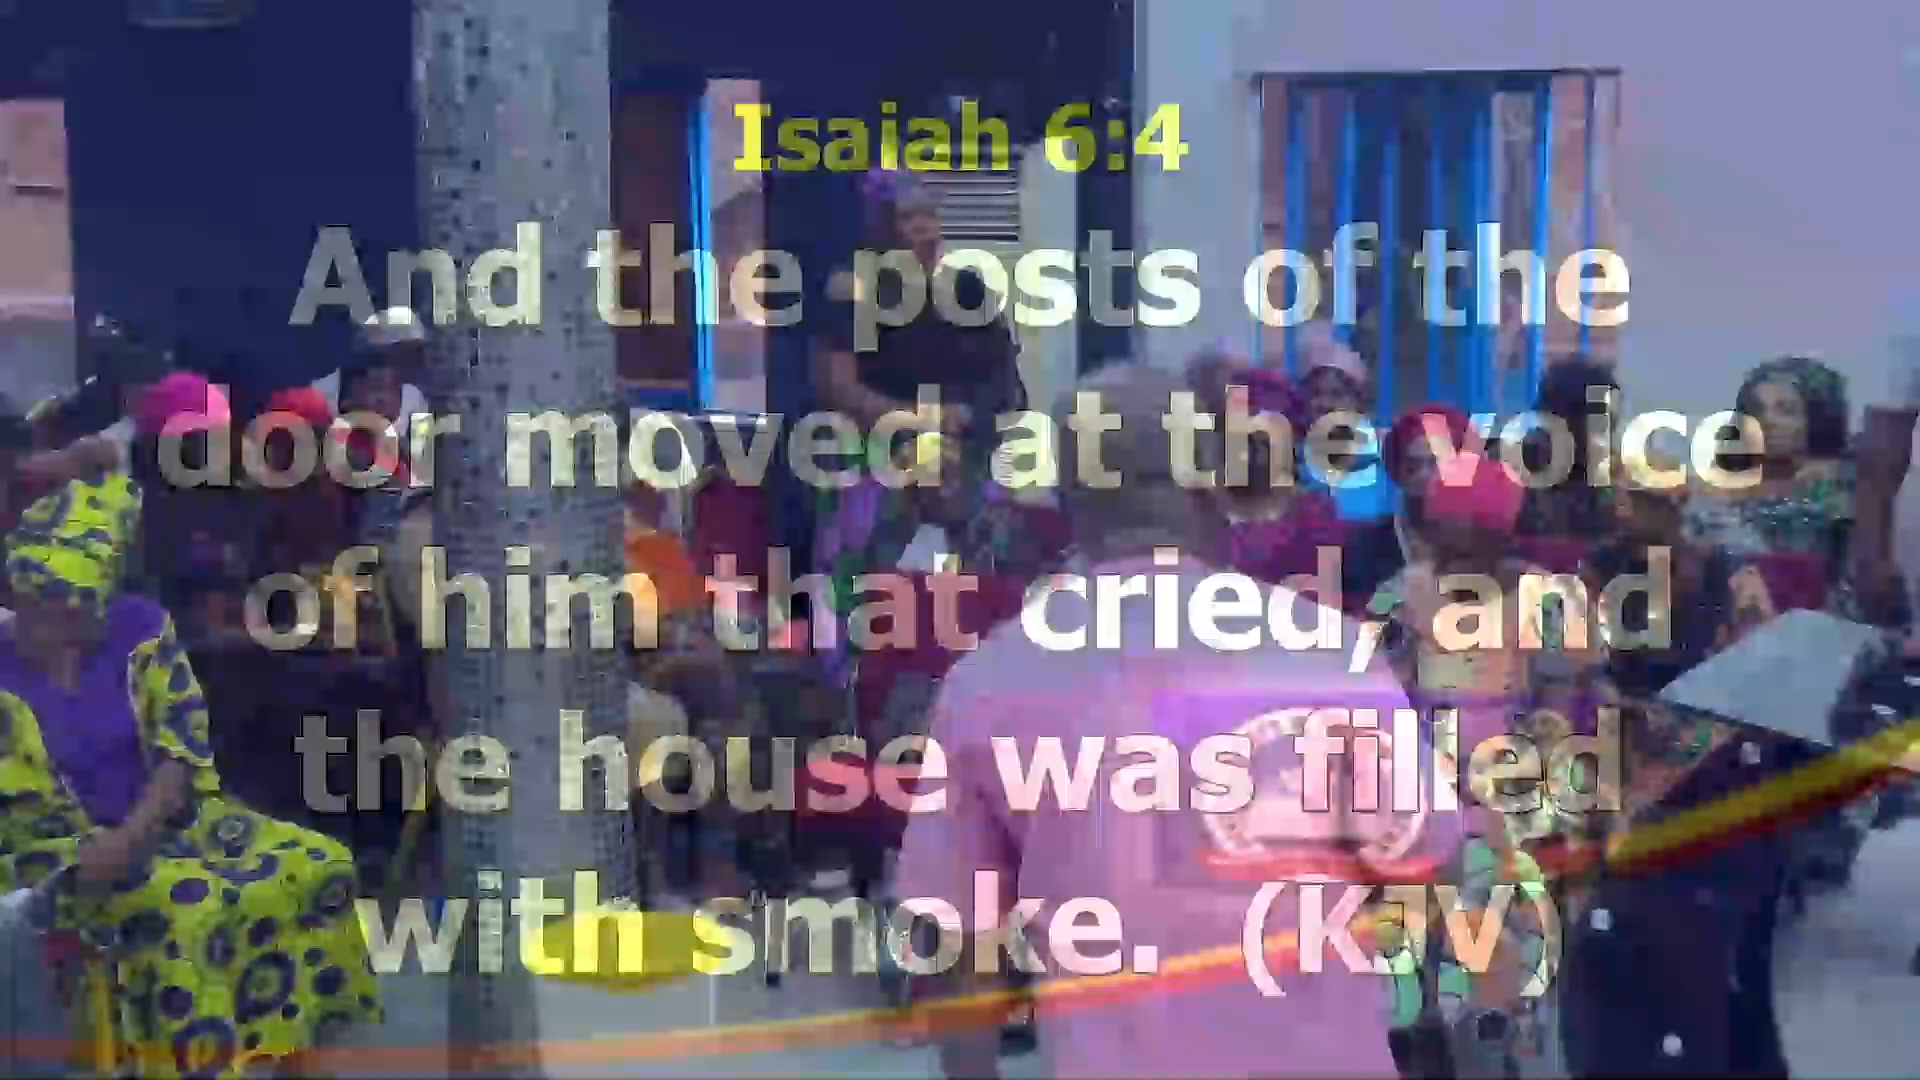 Isaiah 6:4
And the posts of the
door moved at the voice
of him that cried, and
the house was filled
with smoke. (KJV)